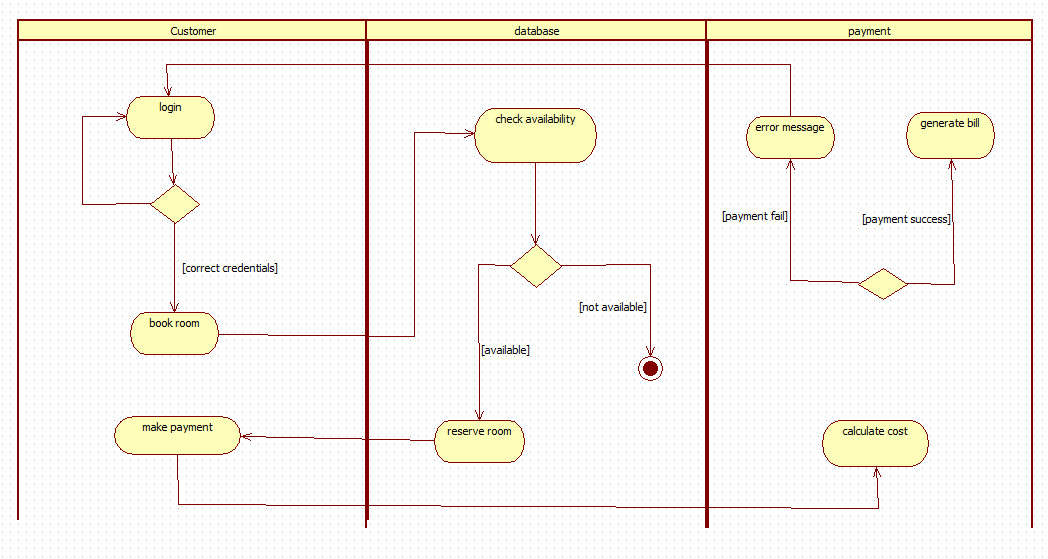 Customer
database
payment
login
check availability
error message
generate bill
[payment fail]
[payment success]
[correct credentials]
[not available]
book room
[available]
make payment
reserve room
calculate cost